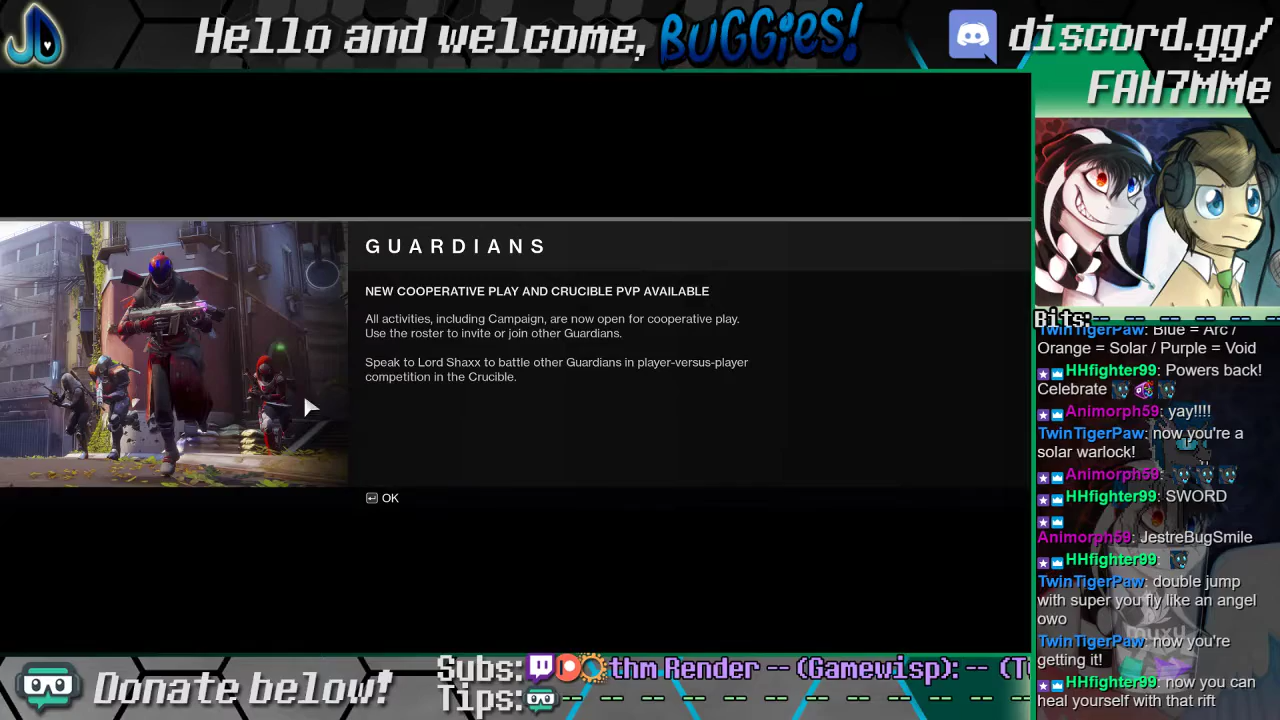 Hello and welcome, BUGGiES!
discord.gg/
FAH7MMe
GUARDIANS
NEW COOPERATIVE PLAY AND CRUCIBLE PVP AVAILABLE
All activities, including Campaign, are now open for cooperative play.
Use the roster to invite or join other Guardians.
Speak to Lord Shaxx to battle other Guardians in player-versus-player
competition in the Crucible.
OK
Bits:-- -- -- -- -- --
TwinTigerPaw: Blue = Arc /
Orange = Solar / Purple = Void
HHfighter99: Powers back!
Celebrate
Animorph59: yay!!!!
TwinTigerPaw: now you're a
solar warlock!
Animorph59:
HHfighter99: SWORD
Animorph59: JestreBugSmile
HHfighter99:
TwinTigerPaw: double jump
with super you fly like an angel
owo
TwinTigerPaw: now you're
getting it!
HHfighter99: now you can
heal yourself with that rift
Donate below!
Subs: thm Render -- (Gamewisp): -- (T
Tips: -- -- -- -- -- -- -- -- -- -- -- --